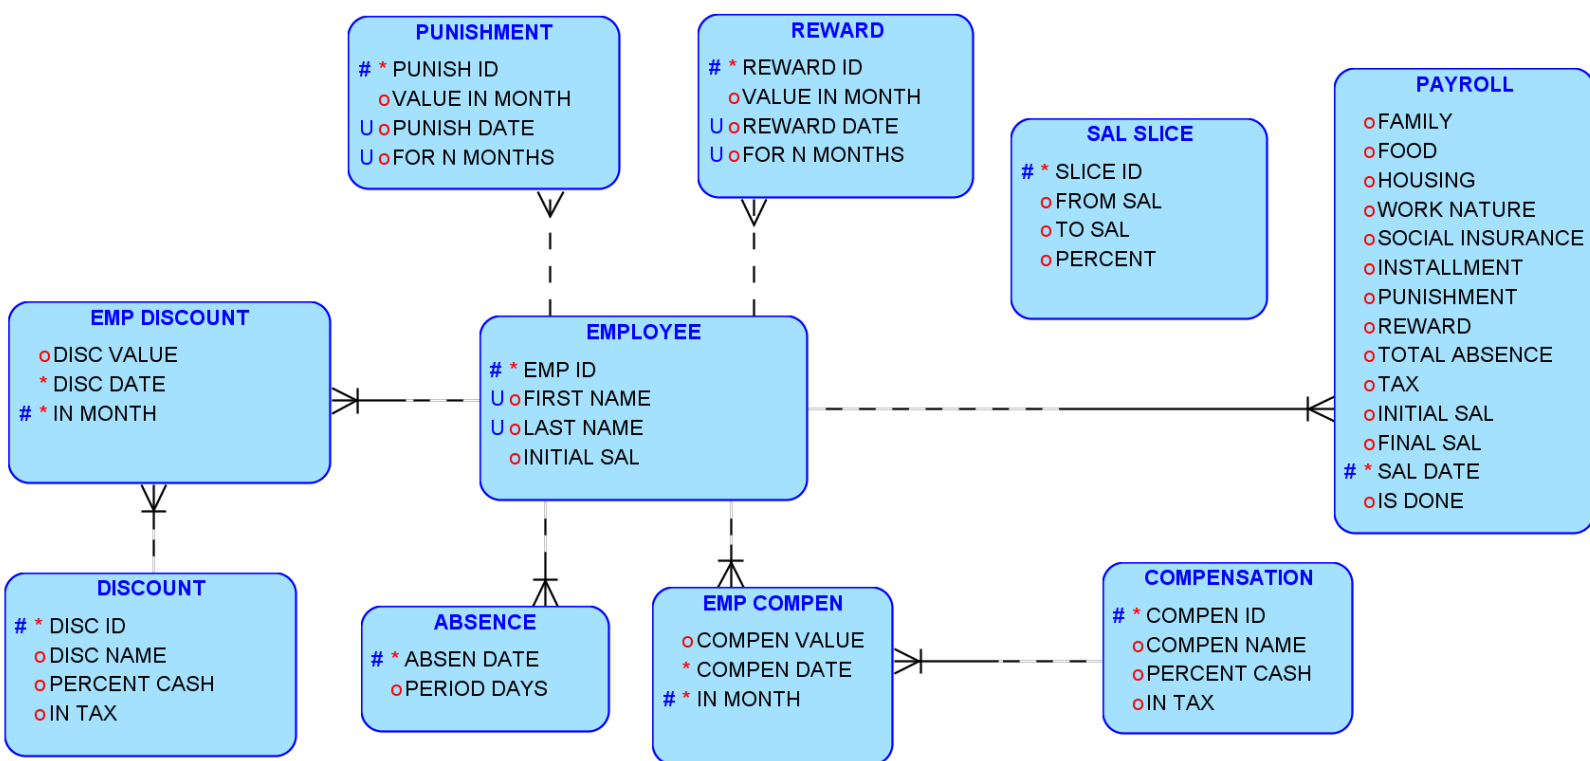 PUNISHMENT
# * PUNISH ID
o VALUE IN MONTH
U o PUNISH DATE
U o FOR N MONTHS
REWARD
# * REWARD ID
o VALUE IN MONTH
U o REWARD DATE
U o FOR N MONTHS
SAL SLICE
# * SLICE ID
o FROM SAL
o TO SAL
o PERCENT
PAYROLL
o FAMILY
o FOOD
o HOUSING
o WORK NATURE
o SOCIAL INSURANCE
o INSTALLMENT
o PUNISHMENT
o REWARD
o TOTAL ABSENCE
o TAX
o INITIAL SAL
o FINAL SAL
# * SAL DATE
o IS DONE
EMP DISCOUNT
o DISC VALUE
* DISC DATE
# * IN MONTH
EMPLOYEE
# * EMP ID
U o FIRST NAME
U o LAST NAME
o INITIAL SAL
DISCOUNT
# * DISC ID
o DISC NAME
o PERCENT CASH
o IN TAX
ABSENCE
# * ABSEN DATE
o PERIOD DAYS
EMP COMPEN
o COMPEN VALUE
* COMPEN DATE
# * IN MONTH
COMPENSATION
# * COMPEN ID
o COMPEN NAME
o PERCENT CASH
o IN TAX